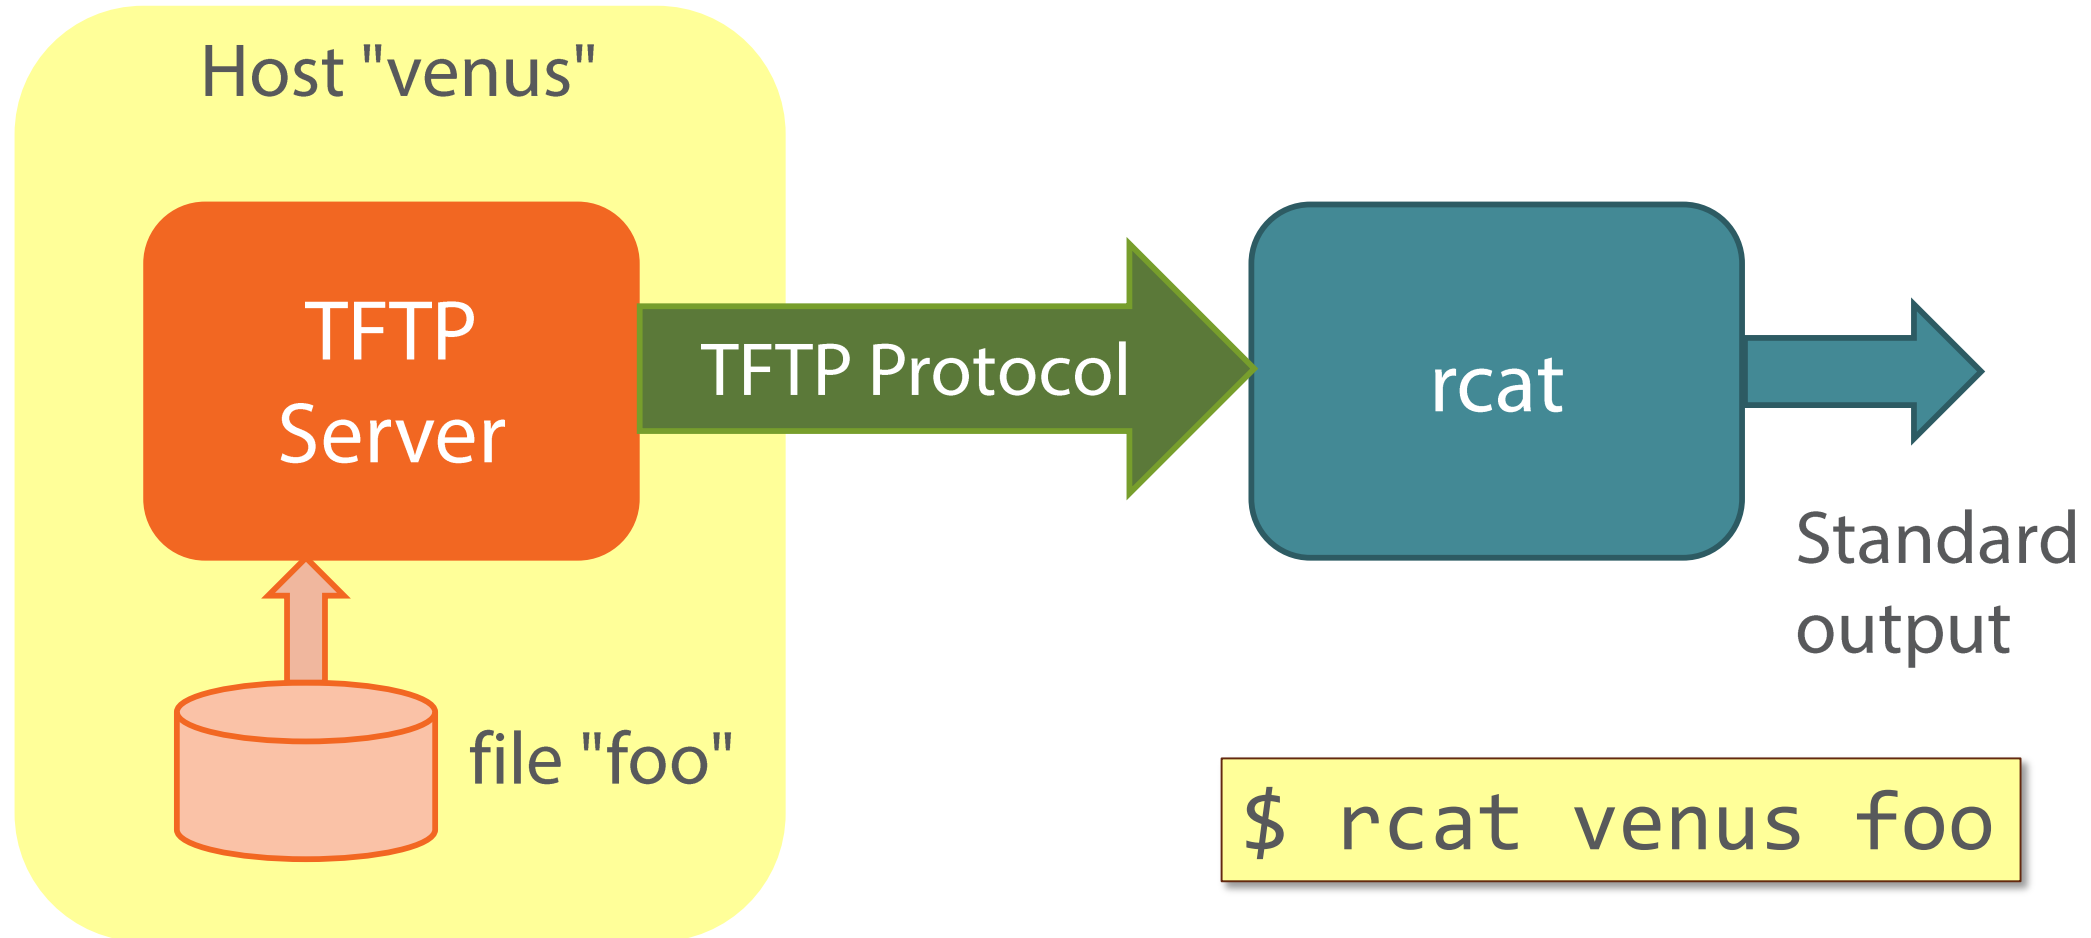 Host "venus"
TFTP
Server
TFTP Protocol
rcat
Standard
output
file "foo"
$ rcat venus foo